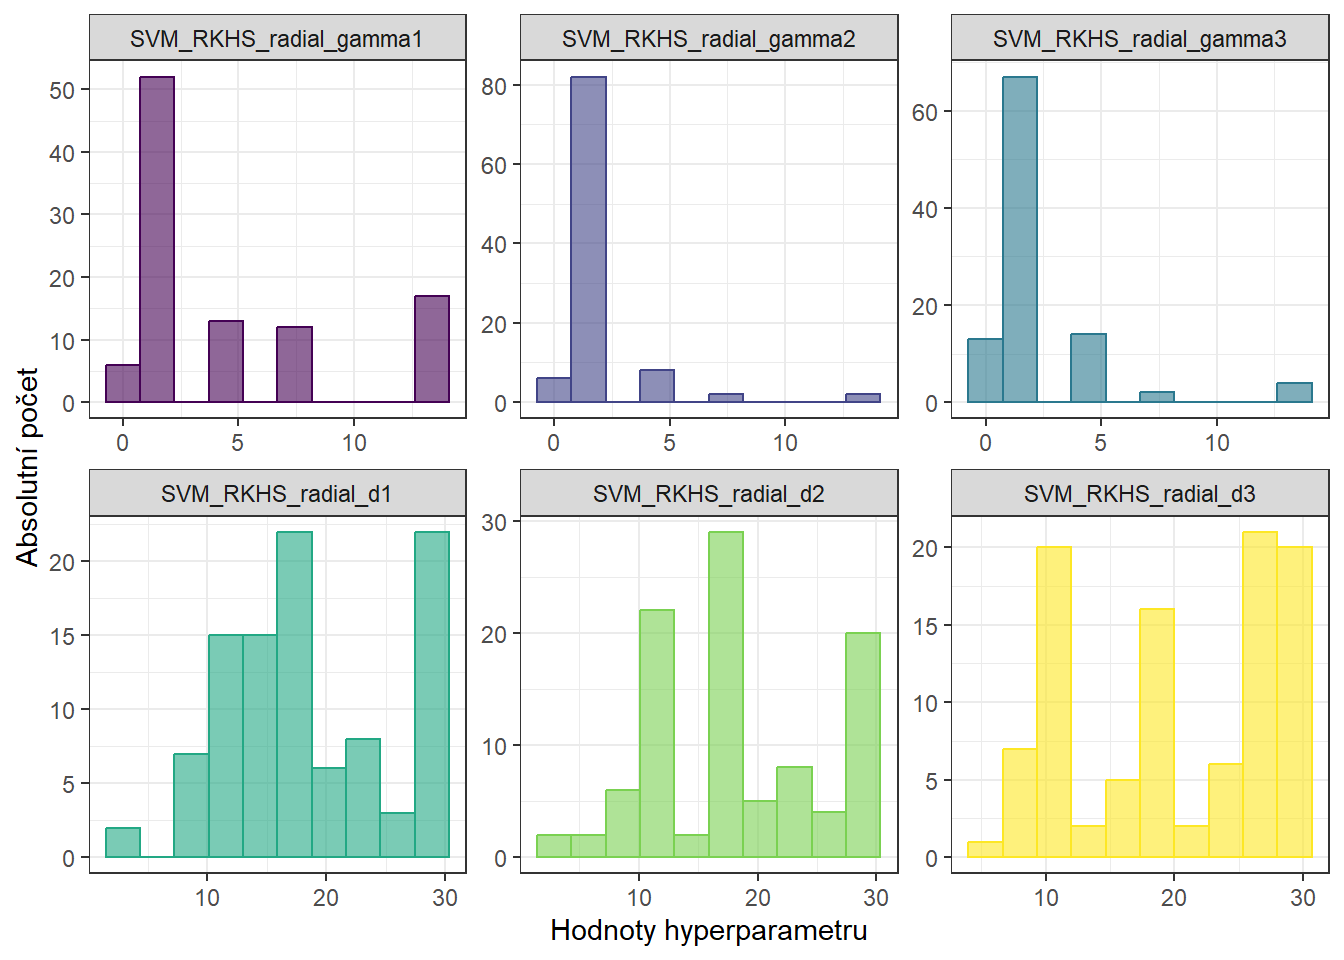 SVM_RKHS_radial_gamma1 SVM_RKHS_radial_gamma2 SVM_RKHS_radial_gamma3
50
40
30
20
10
0
0 5 10
80
60
40
20
0
0 5 10
60
40
20
0
0 5 10
Absolutní počet
SVM_RKHS_radial_d1 SVM_RKHS_radial_d2 SVM_RKHS_radial_d3
20
15
10
5
0
10 20 30
30
20
10
0
10 20 30
20
15
10
5
0
10 20 30
Hodnoty hyperparametru